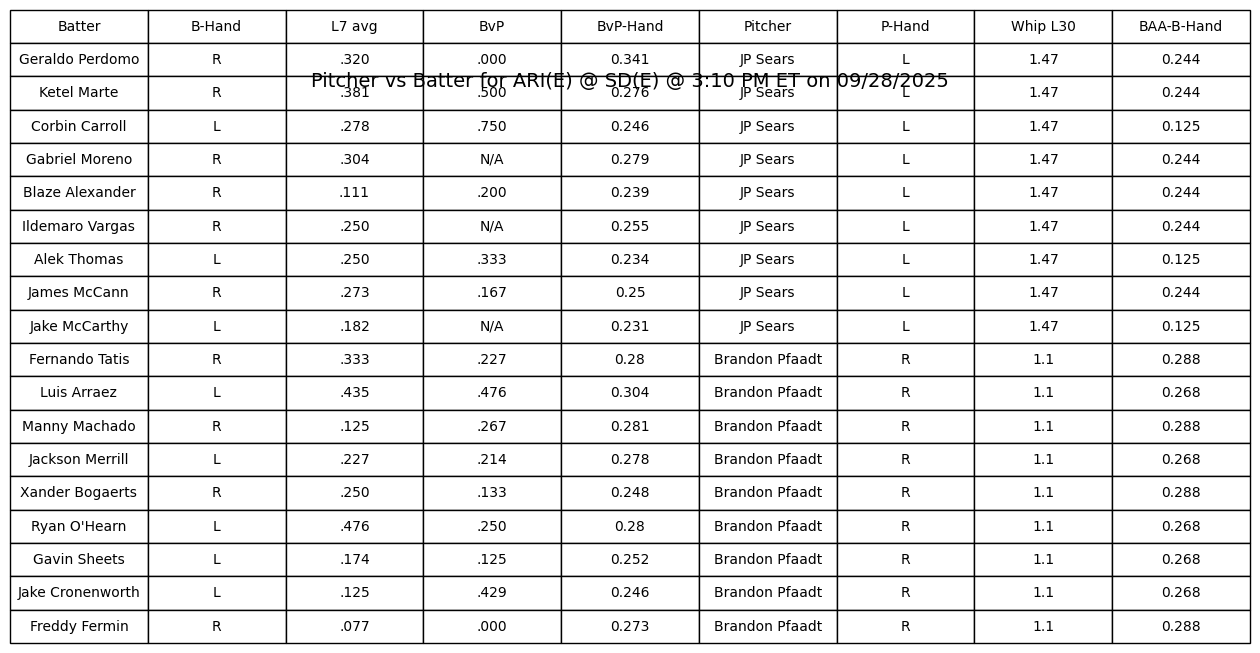 Batter B-Hand L7 avg BvP BvP-Hand Pitcher P-Hand Whip L30 BAA-B-Hand
Geraldo Perdomo R .320 .000 0.341 JP Sears L 1.47 0.244
Pitcher vs Batter for ARI(E) @ SD(E) @ 3:10 PM ET on 09/28/2025
Ketel Marte R .381 .500 0.276 JP Sears L 1.47 0.244
Corbin Carroll L .278 .750 0.246 JP Sears L 1.47 0.125
Gabriel Moreno R .304 N/A 0.279 JP Sears L 1.47 0.244
Blaze Alexander R .111 .200 0.239 JP Sears L 1.47 0.244
Ildemaro Vargas R .250 N/A 0.255 JP Sears L 1.47 0.244
Alek Thomas L .250 .333 0.234 JP Sears L 1.47 0.125
James McCann R .273 .167 0.25 JP Sears L 1.47 0.244
Jake McCarthy L .182 N/A 0.231 JP Sears L 1.47 0.125
Fernando Tatis R .333 .227 0.28 Brandon Pfaadt R 1.1 0.288
Luis Arraez L .435 .476 0.304 Brandon Pfaadt R 1.1 0.268
Manny Machado R .125 .267 0.281 Brandon Pfaadt R 1.1 0.288
Jackson Merrill L .227 .214 0.278 Brandon Pfaadt R 1.1 0.268
Xander Bogaerts R .250 .133 0.248 Brandon Pfaadt R 1.1 0.288
Ryan O'Hearn L .476 .250 0.28 Brandon Pfaadt R 1.1 0.268
Gavin Sheets L .174 .125 0.252 Brandon Pfaadt R 1.1 0.268
Jake Cronenworth L .125 .429 0.246 Brandon Pfaadt R 1.1 0.268
Freddy Fermin R .077 .000 0.273 Brandon Pfaadt R 1.1 0.288